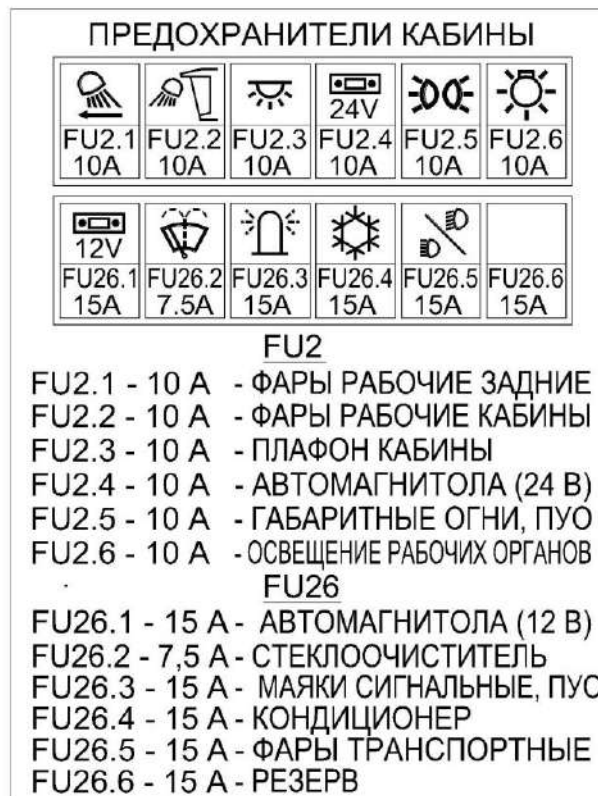 ПРЕДОХРАНИТЕЛИ КАБИНЫ
24V
FU2.1 FU2.2 FU2.3 FU2.4 FU2.5 FU2.6
10A 10A 10A 10A 10A 10A
12V
FU26.1 FU26.2 FU26.3 FU26.4 FU26.5 FU26.6
15A 7.5A 15A 15A 15A 15A
FU2
FU2.1 - 10 А - ФАРЫ РАБОЧИЕ ЗАДНИЕ
FU2.2 - 10 А - ФАРЫ РАБОЧИЕ КАБИНЫ
FU2.3 - 10 А - ПЛАФОН КАБИНЫ
FU2.4 - 10 А - АВТОМАГНИТОЛА (24 В)
FU2.5 - 10 А - ГАБАРИТНЫЕ ОГНИ, ПУО
FU2.6 - 10 А - ОСВЕЩЕНИЕ РАБОЧИХ ОРГАНОВ
FU26
FU26.1 - 15 А - АВТОМАГНИТОЛА (12 В)
FU26.2 - 7,5 А - СТЕКЛООЧИСТИТЕЛЬ
FU26.3 - 15 А - МАЯКИ СИГНАЛЬНЫЕ, ПУО
FU26.4 - 15 А - КОНДИЦИОНЕР
FU26.5 - 15 А - ФАРЫ ТРАНСПОРТНЫЕ
FU26.6 - 15 А - РЕЗЕРВ